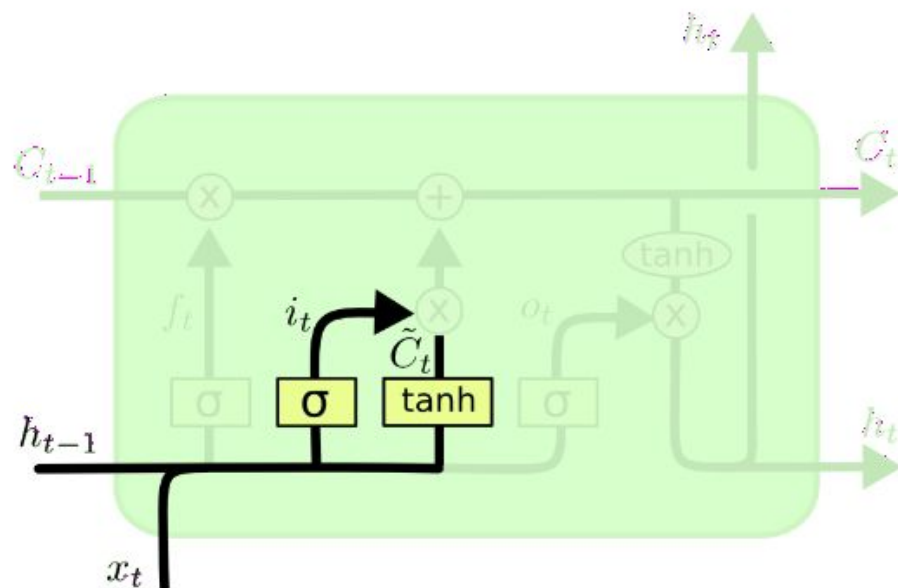 h_t
C_{t-1}
C_t
×
+
tanh
f_t
i_t
×
o_t
×
C̃_t
σ
σ
tanh
σ
h_{t-1}
h_t
x_t